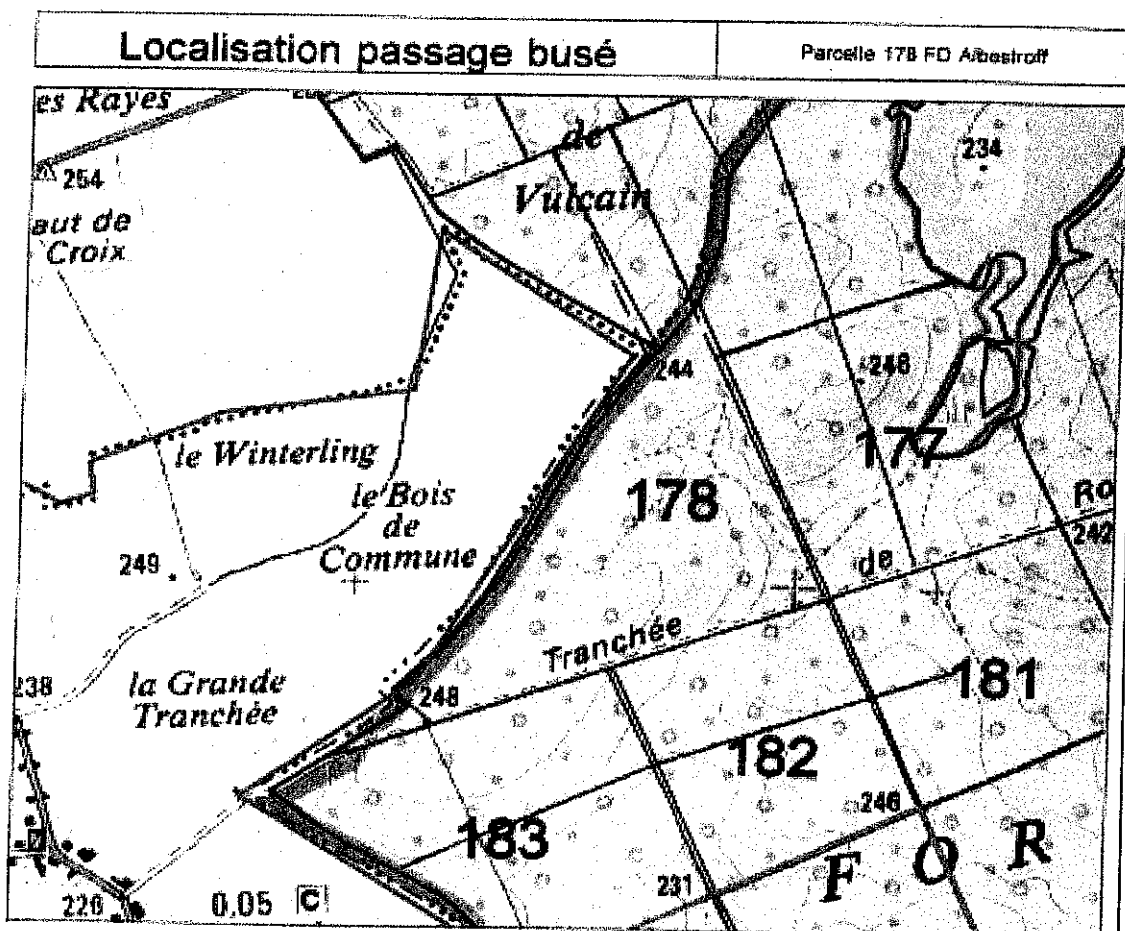 Localisation passage busé
Parcelle 178 FD Albestroff
es Rayes
de
Vulcain
234
254
aut de
Croix
244
246
177
le Winterling
le Bois
de
Commune
178
Ro
242
249
de
Tranchée
238
la Grande
Tranchée
248
181
182
246
183
F O R
231
220
0.05 C